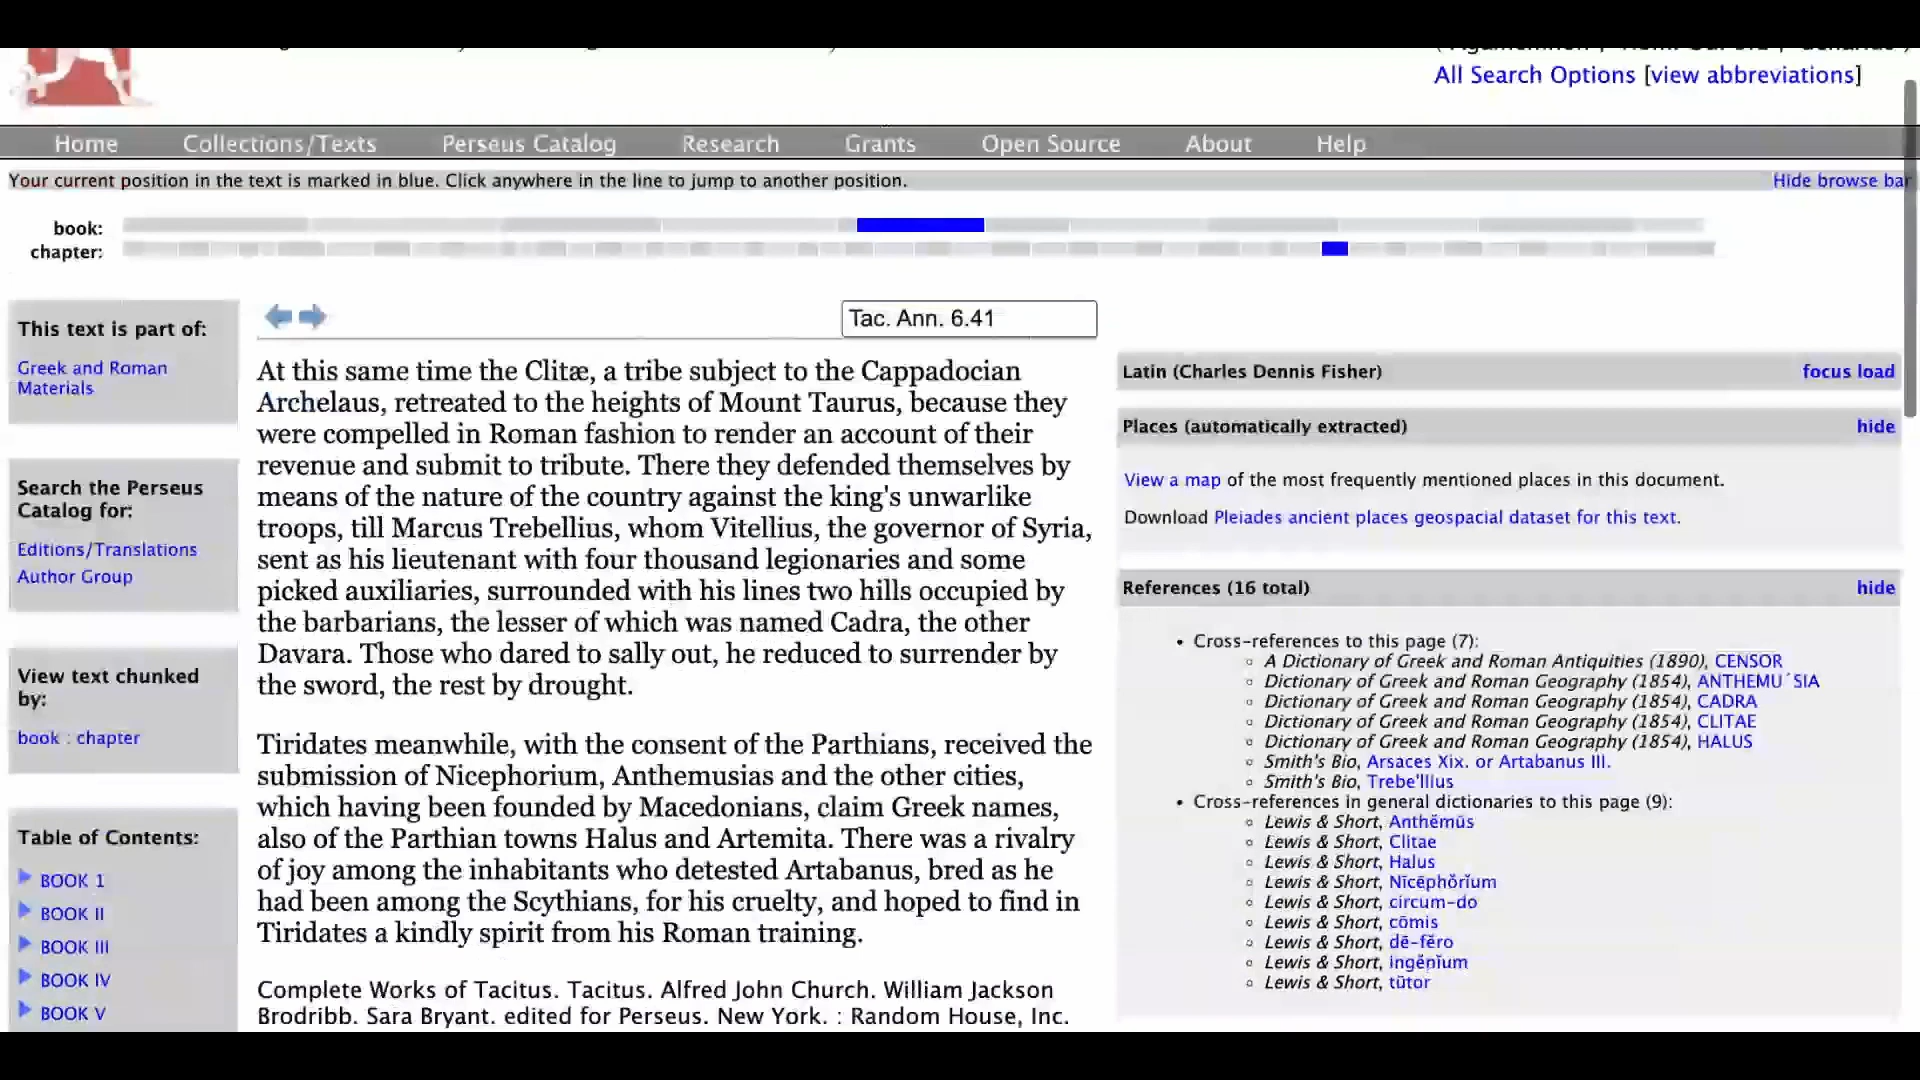 All Search Options [view abbreviations]
Home Collections/Texts Perseus Catalog Research Grants Open Source About Help
Your current position in the text is marked in blue. Click anywhere in the line to jump to another position.
Hide browse bar
book:
chapter:
This text is part of:
Greek and Roman
Materials
Search the Perseus
Catalog for:
Editions/Translations
Author Group
View text chunked
by:
book : chapter
Table of Contents:
BOOK 1
BOOK II
BOOK III
BOOK IV
BOOK V
Tac. Ann. 6.41
At this same time the Clitæ, a tribe subject to the Cappadocian
Archelaus, retreated to the heights of Mount Taurus, because they
were compelled in Roman fashion to render an account of their
revenue and submit to tribute. There they defended themselves by
means of the nature of the country against the king's unwarlike
troops, till Marcus Trebellius, whom Vitellius, the governor of Syria,
sent as his lieutenant with four thousand legionaries and some
picked auxiliaries, surrounded with his lines two hills occupied by
the barbarians, the lesser of which was named Cadra, the other
Davara. Those who dared to sally out, he reduced to surrender by
the sword, the rest by drought.
Tiridates meanwhile, with the consent of the Parthians, received the
submission of Nicephorium, Anthemusias and the other cities,
which having been founded by Macedonians, claim Greek names,
also of the Parthian towns Halus and Artemita. There was a rivalry
of joy among the inhabitants who detested Artabanus, bred as he
had been among the Scythians, for his cruelty, and hoped to find in
Tiridates a kindly spirit from his Roman training.
Complete Works of Tacitus. Tacitus. Alfred John Church. William Jackson
Brodribb. Sara Bryant. edited for Perseus. New York. : Random House, Inc.
Latin (Charles Dennis Fisher)
focus load
Places (automatically extracted)
hide
View a map of the most frequently mentioned places in this document.
Download Pleiades ancient places geospacial dataset for this text.
References (16 total)
hide
• Cross-references to this page (7):
◦ A Dictionary of Greek and Roman Antiquities (1890), CENSOR
◦ Dictionary of Greek and Roman Geography (1854), ANTHEMU´SIA
◦ Dictionary of Greek and Roman Geography (1854), CADRA
◦ Dictionary of Greek and Roman Geography (1854), CLITAE
◦ Dictionary of Greek and Roman Geography (1854), HALUS
◦ Smith's Bio, Arsaces Xix. or Artabanus III.
◦ Smith's Bio, Trebe'lllius
• Cross-references in general dictionaries to this page (9):
◦ Lewis & Short, Anthĕmūs
◦ Lewis & Short, Clitae
◦ Lewis & Short, Halus
◦ Lewis & Short, Nīcēphŏrĭum
◦ Lewis & Short, circum-do
◦ Lewis & Short, cōmis
◦ Lewis & Short, dē-fĕro
◦ Lewis & Short, ingĕnĭum
◦ Lewis & Short, tūtor